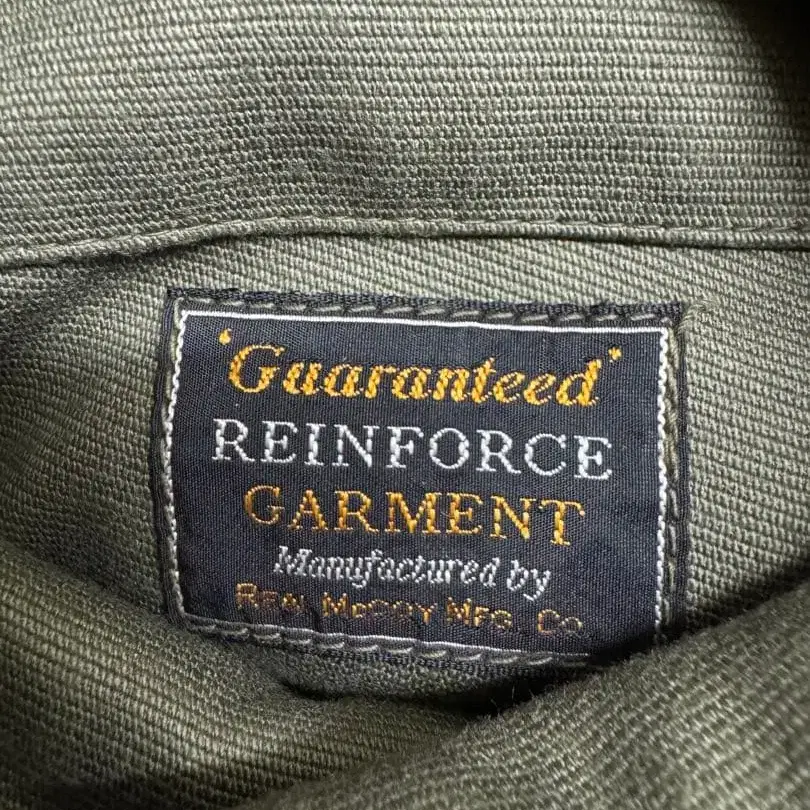 'Guaranteed'
REINFORCE
GARMENT
Manufactured by
REAL McCOY MFG. Co.